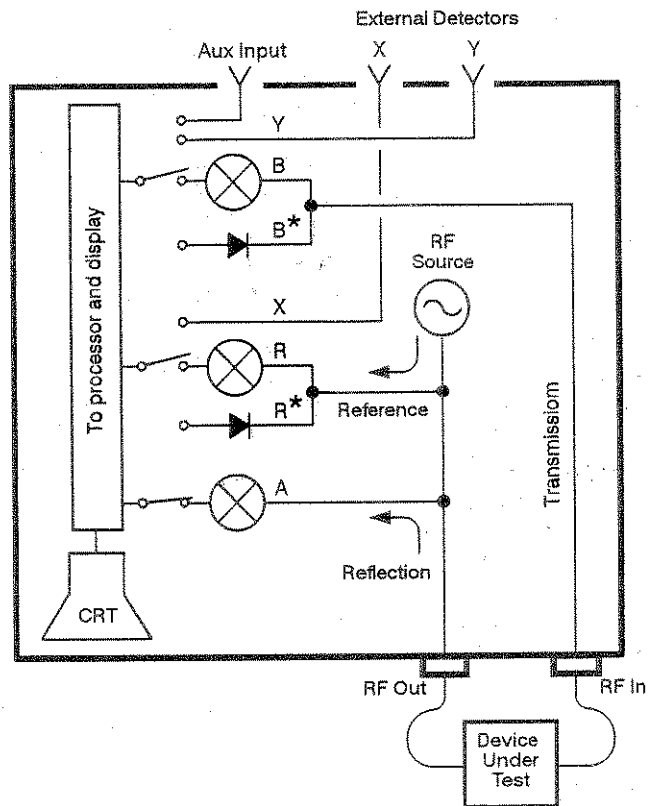 External Detectors
Aux Input
X
Y
Y
B
B*
RF
Source
X
R
R*
Reference
A
Reflection
To processor and display
Transmissiom
CRT
RF Out
RF In
Device
Under
Test